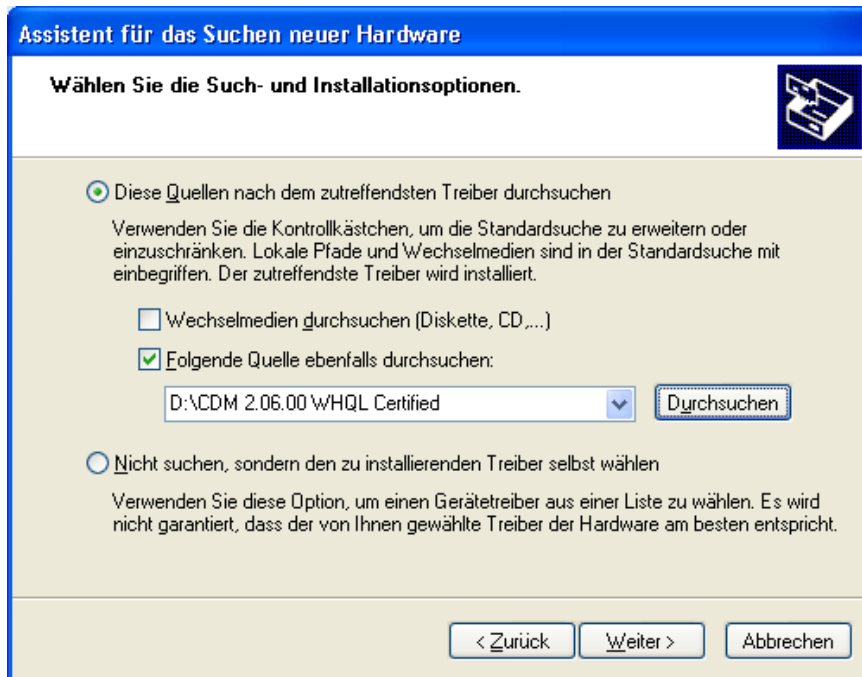 Assistent für das Suchen neuer Hardware
Wählen Sie die Such- und Installationsoptionen.
Diese Quellen nach dem zutreffendsten Treiber durchsuchen
Verwenden Sie die Kontrollkästchen, um die Standardsuche zu erweitern oder
einzuschränken. Lokale Pfade und Wechselmedien sind in der Standardsuche mit
einbegriffen. Der zutreffendste Treiber wird installiert.
Wechselmedien durchsuchen (Diskette, CD,...)
Folgende Quelle ebenfalls durchsuchen:
D:\CDM 2.06.00 WHQL Certified
Durchsuchen
Nicht suchen, sondern den zu installierenden Treiber selbst wählen
Verwenden Sie diese Option, um einen Gerätetreiber aus einer Liste zu wählen. Es wird
nicht garantiert, dass der von Ihnen gewählte Treiber der Hardware am besten entspricht.
< Zurück Weiter > Abbrechen